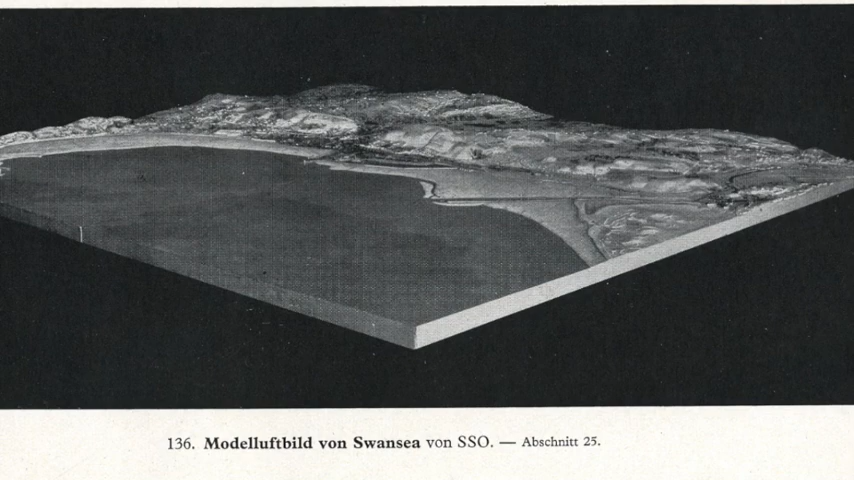 136. Modelluftbild von Swansea von SSO. — Abschnitt 25.